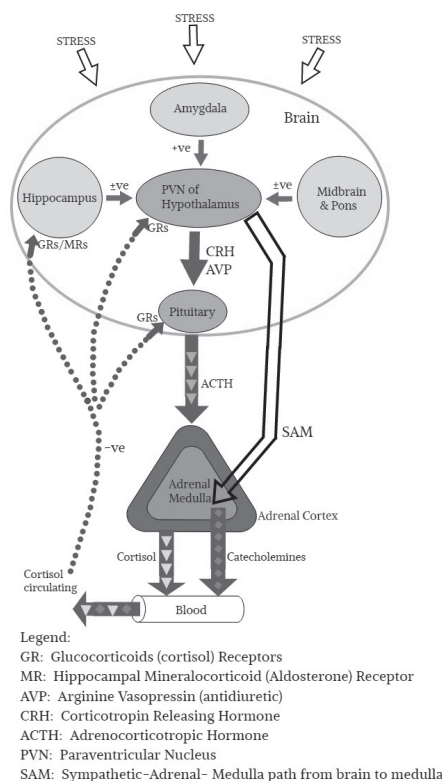 STRESS
STRESS
STRESS
Amygdala
Brain
+ve
Hippocampus
±ve
PVN of
Hypothalamus
±ve
Midbrain
& Pons
GRs/MRs
GRs
CRH
AVP
GRs
Pituitary
ACTH
SAM
-ve
Adrenal
Medulla
Adrenal Cortex
Cortisol
Catecholemines
Cortisol
circulating
Blood
Legend:
GR: Glucocorticoids (cortisol) Receptors
MR: Hippocampal Mineralocorticoid (Aldosterone) Receptor
AVP: Arginine Vasopressin (antidiuretic)
CRH: Corticotropin Releasing Hormone
ACTH: Adrenocorticotropic Hormone
PVN: Paraventricular Nucleus
SAM: Sympathetic-Adrenal- Medulla path from brain to medulla